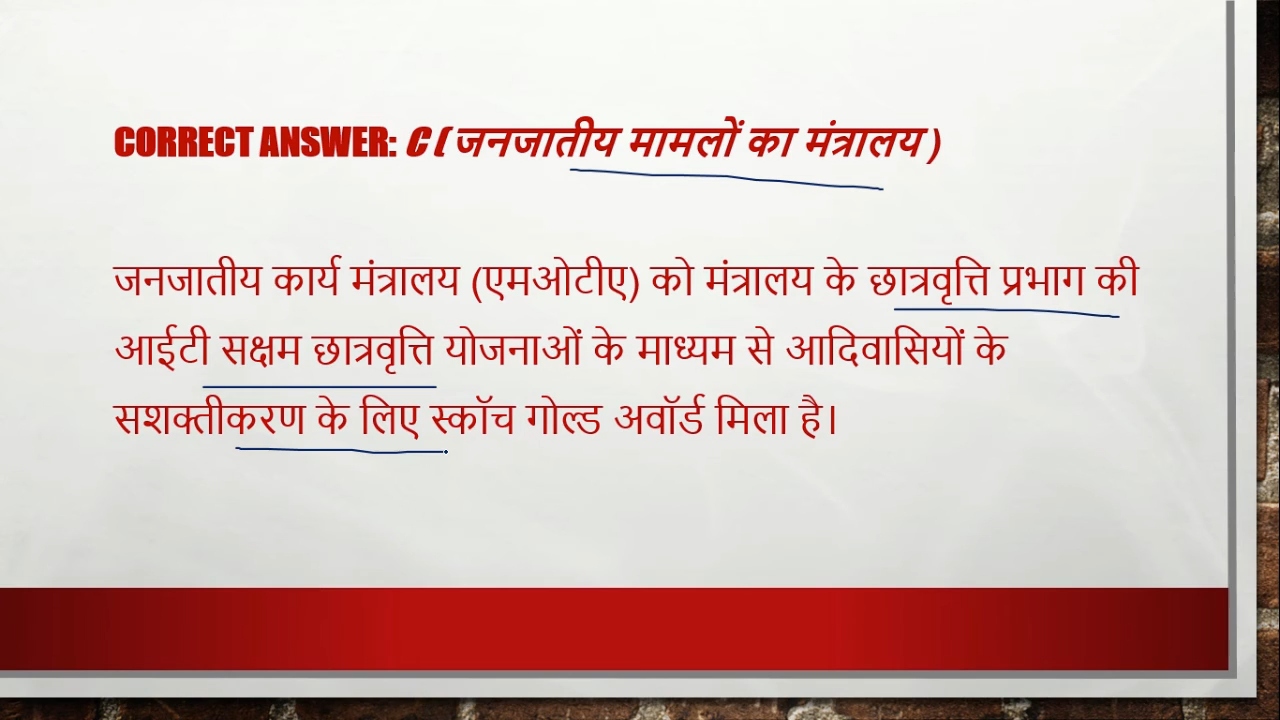 CORRECT ANSWER: C ( जनजातीय मामलों का मंत्रालय )
जनजातीय कार्य मंत्रालय (एमओटीए) को मंत्रालय के छात्रवृत्ति प्रभाग की
आईटी सक्षम छात्रवृत्ति योजनाओं के माध्यम से आदिवासियों के
सशक्तीकरण के लिए स्कॉच गोल्ड अवॉर्ड मिला है।